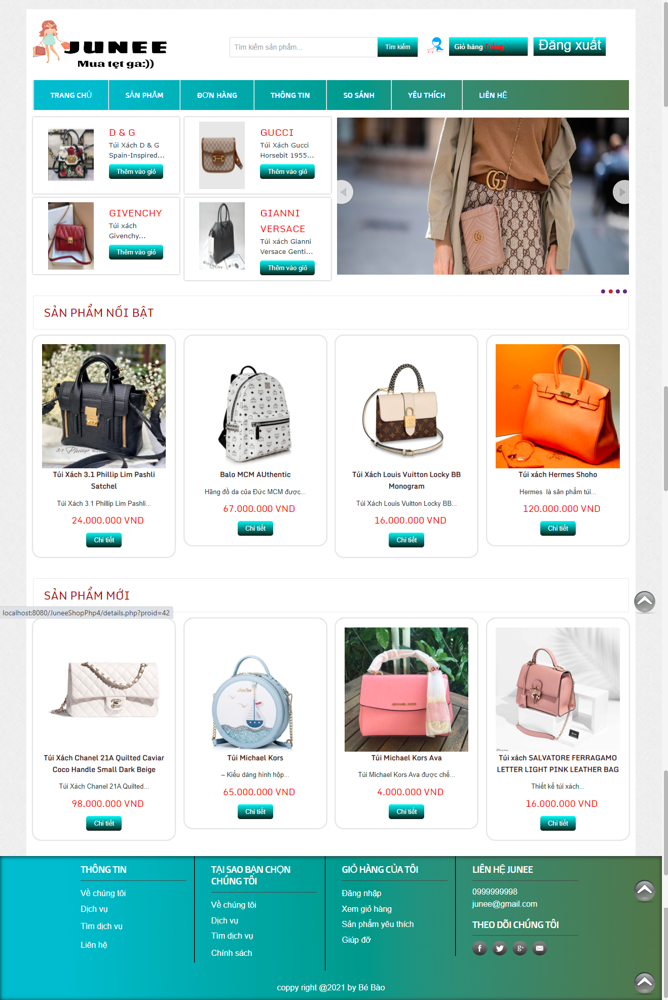 JUNEE
Mua tẹt ga:))
Tìm kiếm sản phẩm...
Tìm kiếm
Giỏ hàng Trống
Đăng xuất
TRANG CHỦ
SẢN PHẨM
ĐƠN HÀNG
THÔNG TIN
SO SÁNH
YÊU THÍCH
LIÊN HỆ
D & G
Túi Xách D & G
Spain-Inspired...
Thêm vào giỏ
GUCCI
Túi Xách Gucci
Horsebit 1955...
Thêm vào giỏ
GIVENCHY
Túi xách
Givenchy...
Thêm vào giỏ
GIVENCHY
GIANNI
VERSACE
Túi xách Gianni
Versace Genti...
Thêm vào giỏ
SẢN PHẨM NỔI BẬT
3·1 Phillip Lim
Túi Xách 3.1 Phillip Lim Pashli
Satchel
Túi Xách 3.1 Phillip Lim Pashli...
24.000.000 VND
Chi tiết
Balo MCM AUthentic
Hãng đồ da của Đức MCM được...
67.000.000 VND
Chi tiết
Túi Xách Louis Vuitton Locky BB
Monogram
Túi Xách Louis Vuitton Locky BB...
16.000.000 VND
Chi tiết
Túi xách Hermes Shoho
Hermes  là sản phẩm túi...
120.000.000 VND
Chi tiết
SẢN PHẨM MỚI
localhost:8080/JuneeShopPhp4/details.php?proid=42
Túi Xách Chanel 21A Quilted Caviar
Coco Handle Small Dark Beige
Túi Xách Chanel 21A Quilted...
98.000.000 VND
Chi tiết
Túi Michael Kors
– Kiểu dáng hình hộp...
65.000.000 VND
Chi tiết
MICHAEL KORS
Túi Michael Kors Ava
Túi Michael Kors Ava được chế...
4.000.000 VND
Chi tiết
Túi xách SALVATORE FERRAGAMO
LETTER LIGHT PINK LEATHER BAG
Thiết kế túi xách...
16.000.000 VND
Chi tiết
THÔNG TIN
Về chúng tôi
Dịch vụ
Tìm dịch vụ
Liên hệ
TẠI SAO BẠN CHỌN
CHÚNG TÔI
Về chúng tôi
Dịch vụ
Tìm dịch vụ
Chính sách
GIỎ HÀNG CỦA TÔI
Đăng nhập
Xem giỏ hàng
Sản phẩm yêu thích
Giúp đỡ
LIÊN HỆ JUNEE
0999999998
junee@gmail.com
THEO DÕI CHÚNG TÔI
coppy right @2021 by Bé Bào